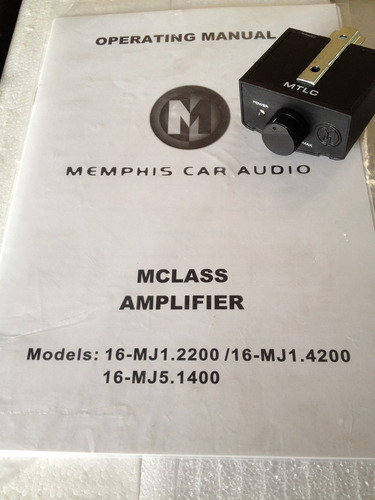 OPERATING MANUAL
MTLC
POWER
MAX
M
MEMPHIS CAR AUDIO
MCLASS
AMPLIFIER
Models: 16-MJ1.2200 /16-MJ1.4200
16-MJ5.1400